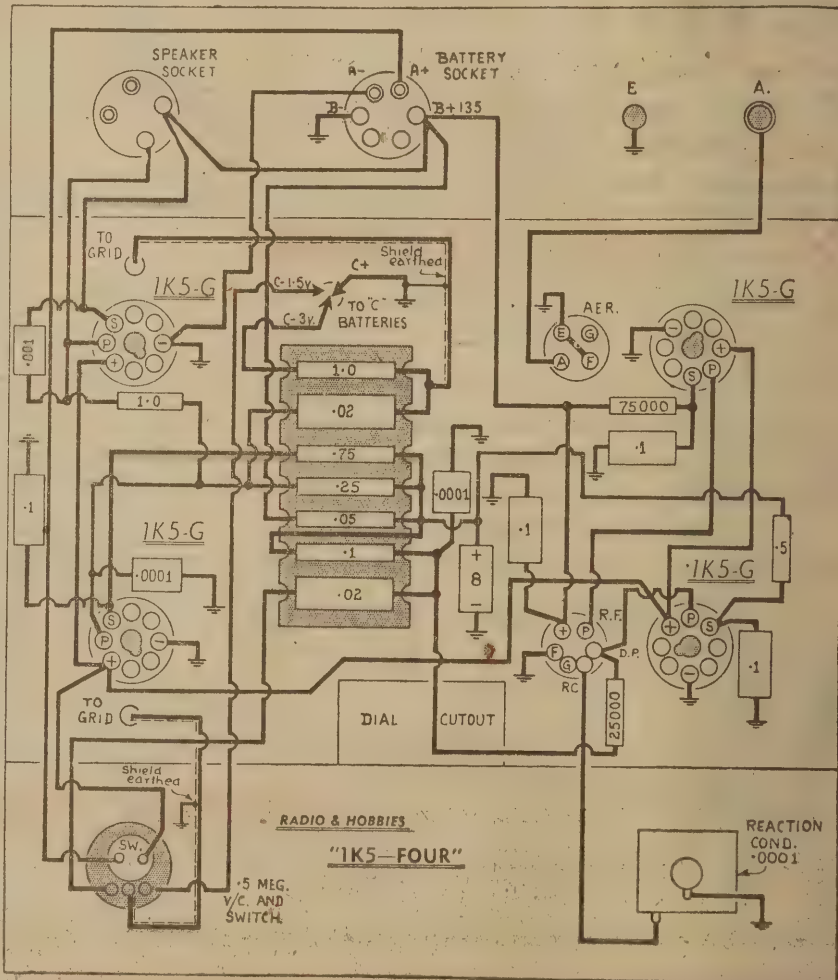 SPEAKER
SOCKET
BATTERY
SOCKET
A-
A+
B-
B+135
E
A.
TO
GRID
1K5-G
C-1.5v.
C+
Shield
earthed
TO "C"
BATTERIES
C-3v.
AER.
E
G
A
F
1K5-G
-
+
S
P
S
P
+
-
.001
1.0
1.0
.02
.75
.25
.05
.1
.02
.0001
75000
.1
.1
1K5-G
.0001
.1
S
P
+
-
+
8
-
.1
.5
1K5-G
+
P
R.F.
F
G
D.P.
RC
+
P
S
-
.1
25000
TO
GRID
DIAL
CUTOUT
Shield
earthed
SW.
.5 MEG.
V/C. AND
SWITCH
RADIO & HOBBIES
"1K5—FOUR"
REACTION
COND.
.0001